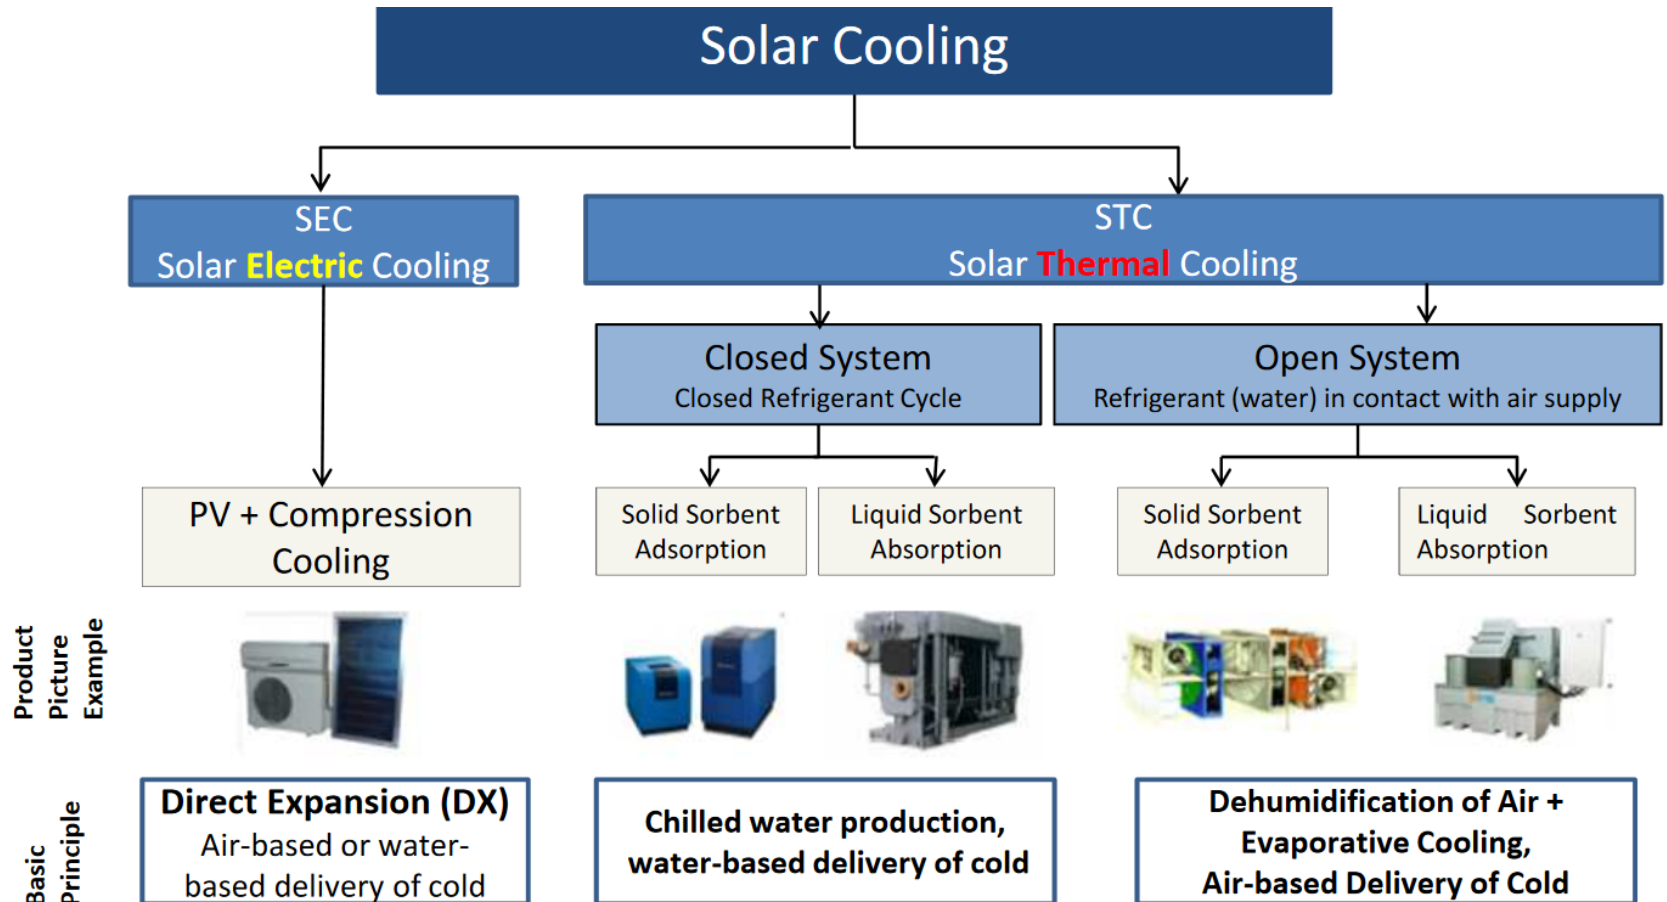 Solar Cooling
SEC
Solar Electric Cooling
STC
Solar Thermal Cooling
Closed System
Closed Refrigerant Cycle
Open System
Refrigerant (water) in contact with air supply
PV + Compression
Cooling
Solid Sorbent
Adsorption
Liquid Sorbent
Absorption
Solid Sorbent
Adsorption
Liquid Sorbent
Absorption
Product
Picture
Example
Basic
Principle
Direct Expansion (DX)
Air-based or water-
based delivery of cold
Chilled water production,
water-based delivery of cold
Dehumidification of Air +
Evaporative Cooling,
Air-based Delivery of Cold